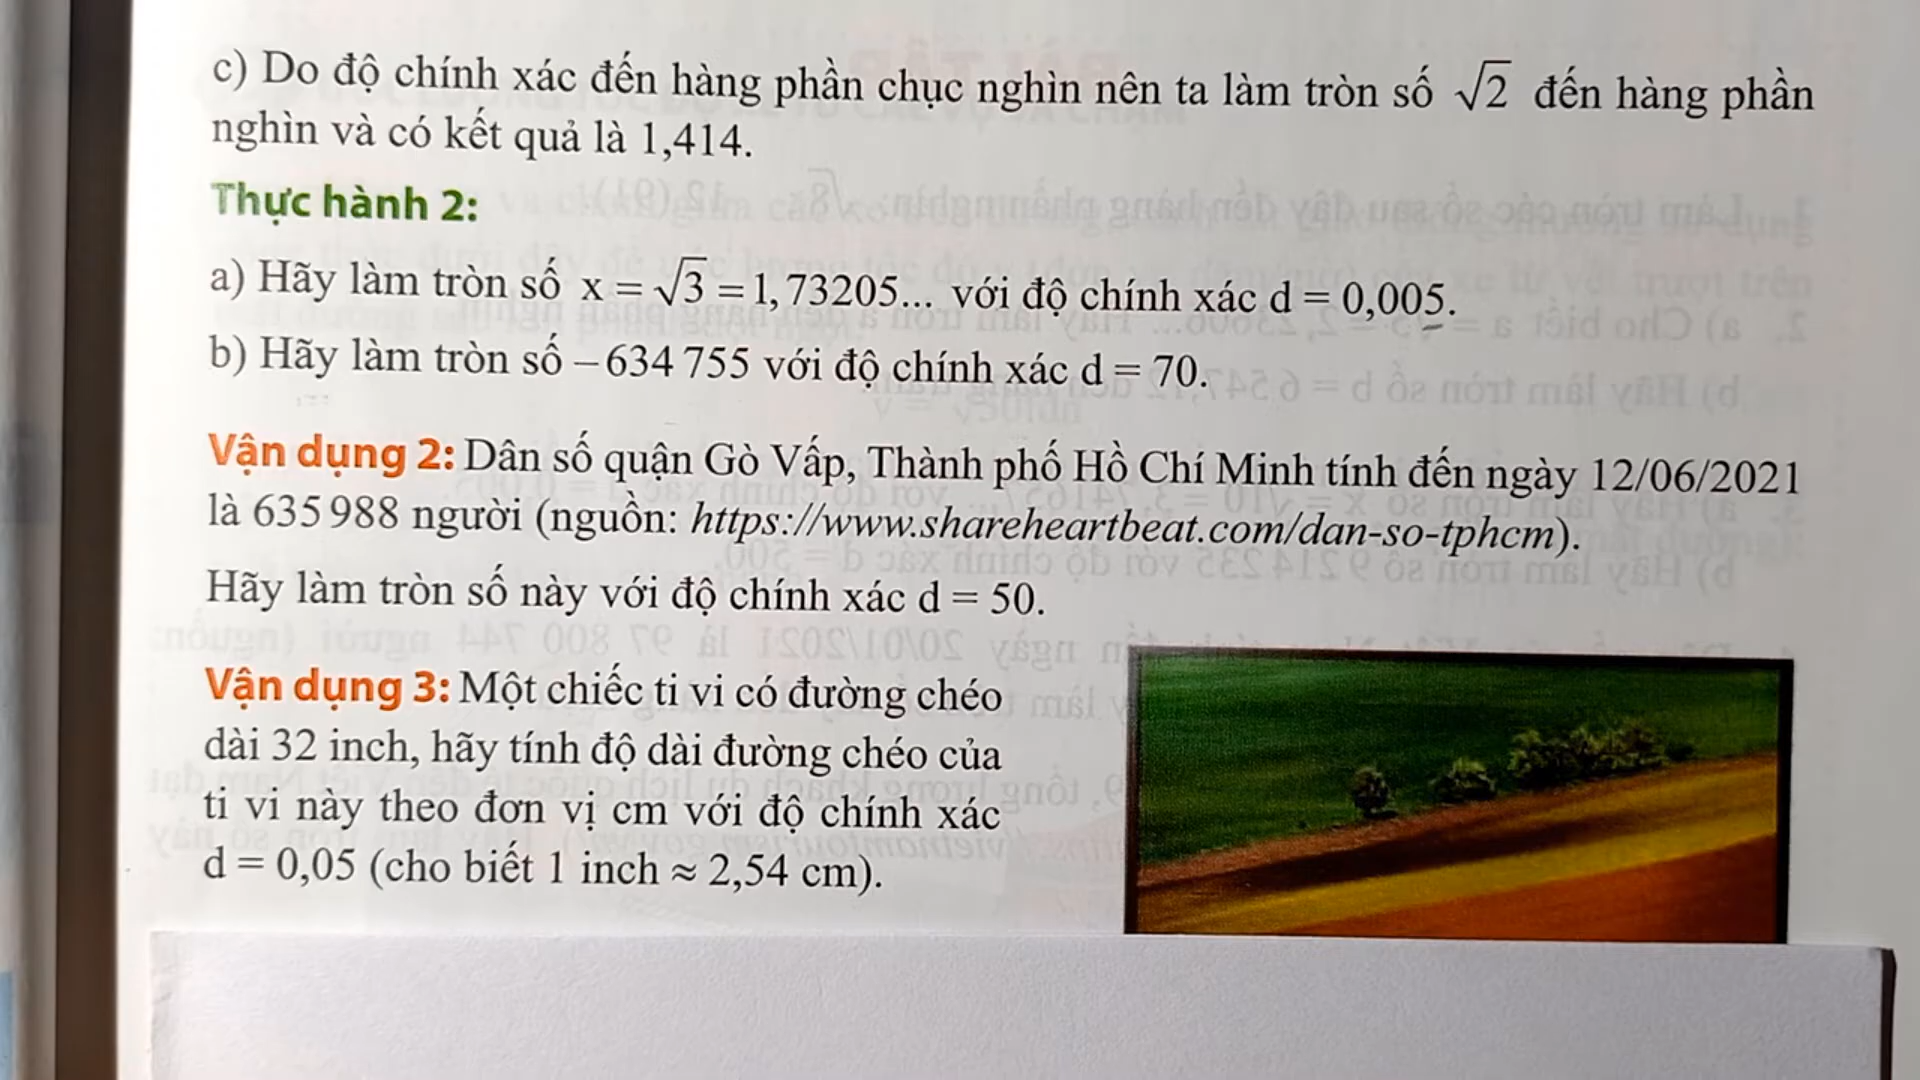 c) Do độ chính xác đến hàng phần chục nghìn nên ta làm tròn số √2 đến hàng phần
nghìn và có kết quả là 1,414.
Thực hành 2:
a) Hãy làm tròn số x = √3 = 1,73205... với độ chính xác d = 0,005.
b) Hãy làm tròn số –634 755 với độ chính xác d = 70.
Vận dụng 2: Dân số quận Gò Vấp, Thành phố Hồ Chí Minh tính đến ngày 12/06/2021
là 635 988 người (nguồn: https://www.shareheartbeat.com/dan-so-tphcm).
Hãy làm tròn số này với độ chính xác d = 50.
Vận dụng 3: Một chiếc ti vi có đường chéo
dài 32 inch, hãy tính độ dài đường chéo của
ti vi này theo đơn vị cm với độ chính xác
d = 0,05 (cho biết 1 inch ≈ 2,54 cm).